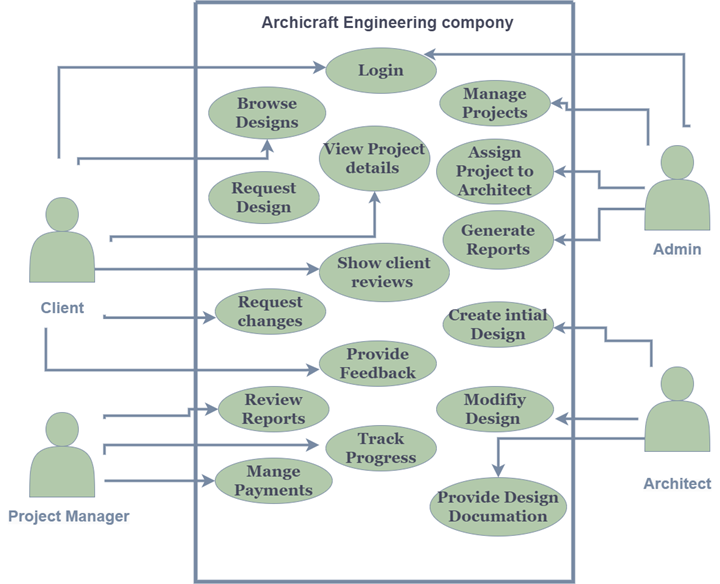 Archicraft Engineering company
Login
Browse
Designs
Manage
Projects
View Project
details
Assign
Project to
Architect
Request
Design
Generate
Reports
Admin
Show client
reviews
Client
Request
changes
Create intial
Design
Provide
Feedback
Review
Reports
Modifiy
Design
Track
Progress
Mange
Payments
Architect
Provide Design
Documation
Project Manager